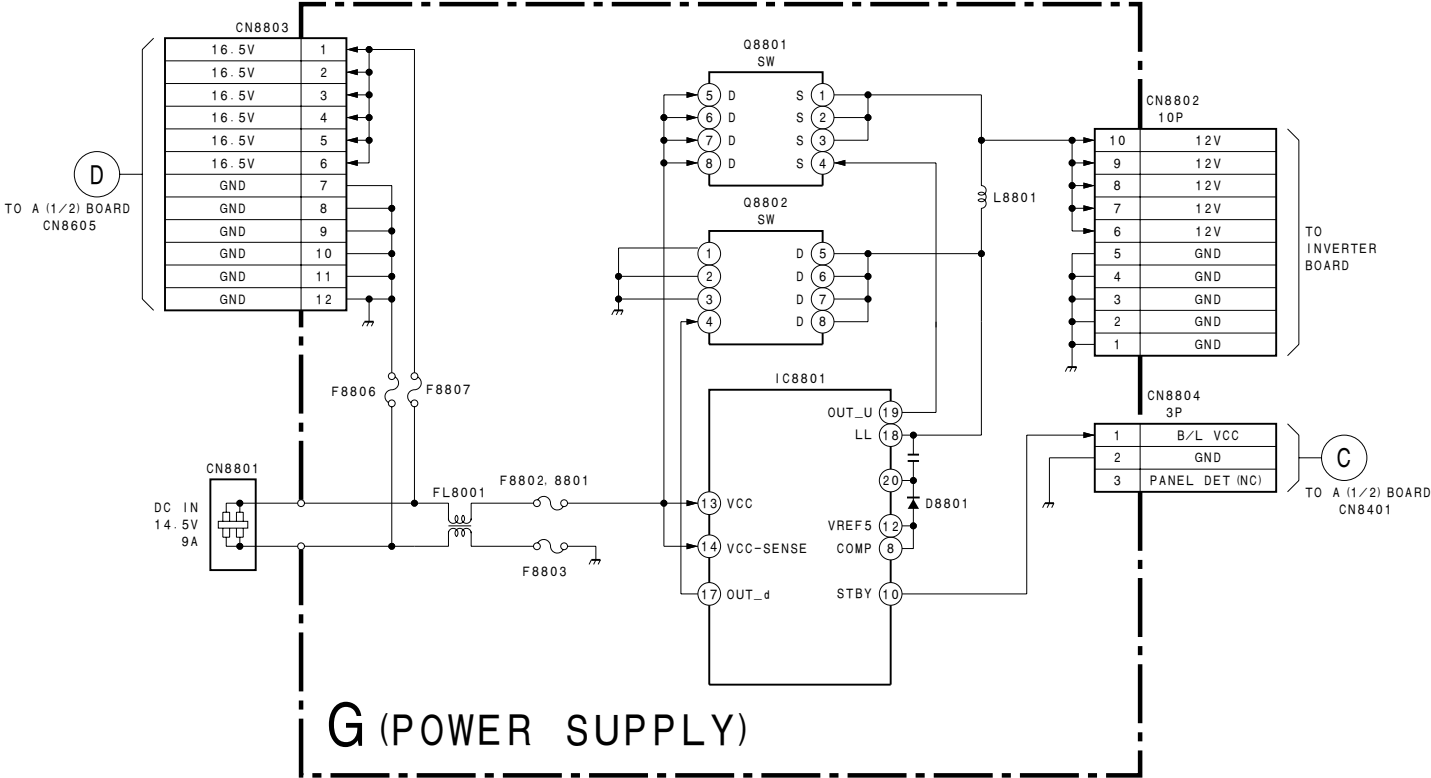 CN8803
16.5V 1
16.5V 2
16.5V 3
16.5V 4
16.5V 5
16.5V 6
GND 7
GND 8
GND 9
GND 10
GND 11
GND 12
D
TO A (1/2) BOARD
CN8605
F8806
F8807
CN8801
DC IN
14.5V
9A
FL8001
F8802, 8801
F8803
Q8801
SW
5 D S 1
6 D S 2
7 D S 3
8 D S 4
Q8802
SW
1 D 5
2 D 6
3 D 7
4 D 8
L8801
IC8801
OUT_U 19
LL 18
20
D8801
13 VCC
VREF5 12
14 VCC-SENSE
COMP 8
17 OUT_d
STBY 10
CN8802
10P
10 12V
9 12V
8 12V
7 12V
6 12V
5 GND
4 GND
3 GND
2 GND
1 GND
TO
INVERTER
BOARD
CN8804
3P
1 B/L VCC
2 GND
3 PANEL DET (NC)
C
TO A (1/2) BOARD
CN8401
G (POWER SUPPLY)